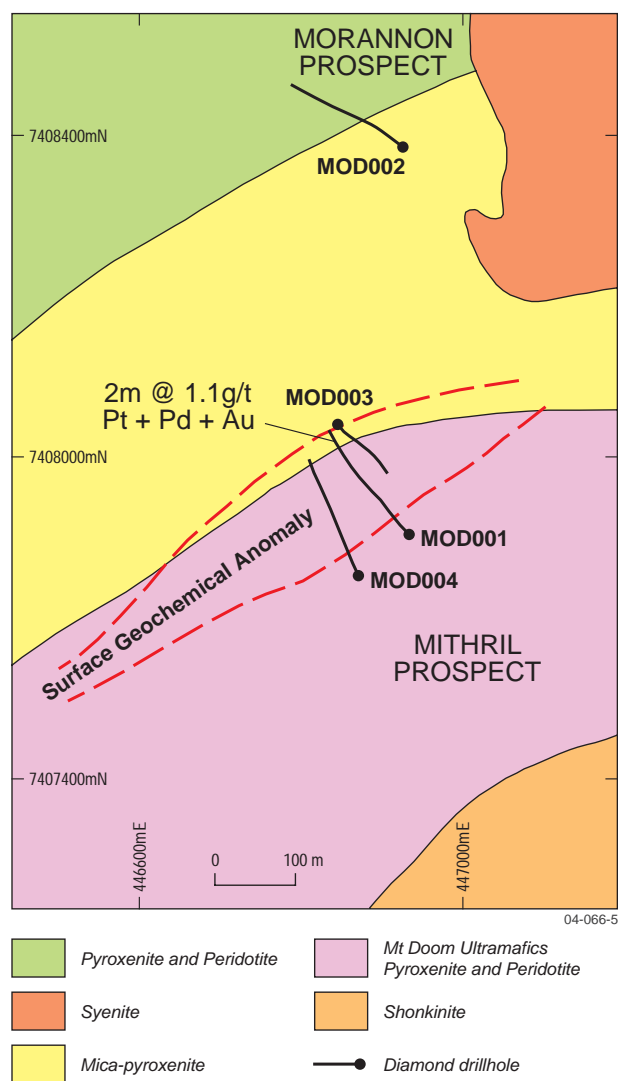 MORANNON
PROSPECT
7408400mN
MOD002
2m @ 1.1g/t
Pt + Pd + Au
MOD003
7408000mN
MOD001
MOD004
Surface Geochemical Anomaly
MITHRIL
PROSPECT
7407400mN
446600mE
0 100 m
447000mE
04-066-5
Pyroxenite and Peridotite
Mt Doom Ultramafics
Pyroxenite and Peridotite
Syenite
Shonkinite
Mica-pyroxenite
Diamond drillhole